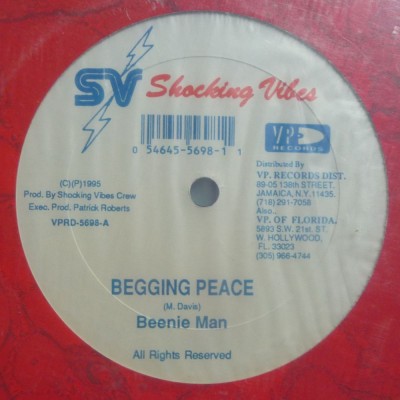 SV Shocking Vibes
0 54645-5698-1 1
VP
RECORDS
(C)(P)1995
Prod. By Shocking Vibes Crew
Exec. Prod. Patrick Roberts
VPRD-5698-A
Distributed By
VP. RECORDS DIST.
89-05 138th STREET,
JAMAICA, N.Y. 11435,
(718) 291-7058
Also..
VP. OF FLORIDA.
5893 S.W. 21st. ST.
W. HOLLYWOOD,
FL. 33023
(305) 966-4744
BEGGING PEACE
(M. Davis)
Beenie Man
All Rights Reserved